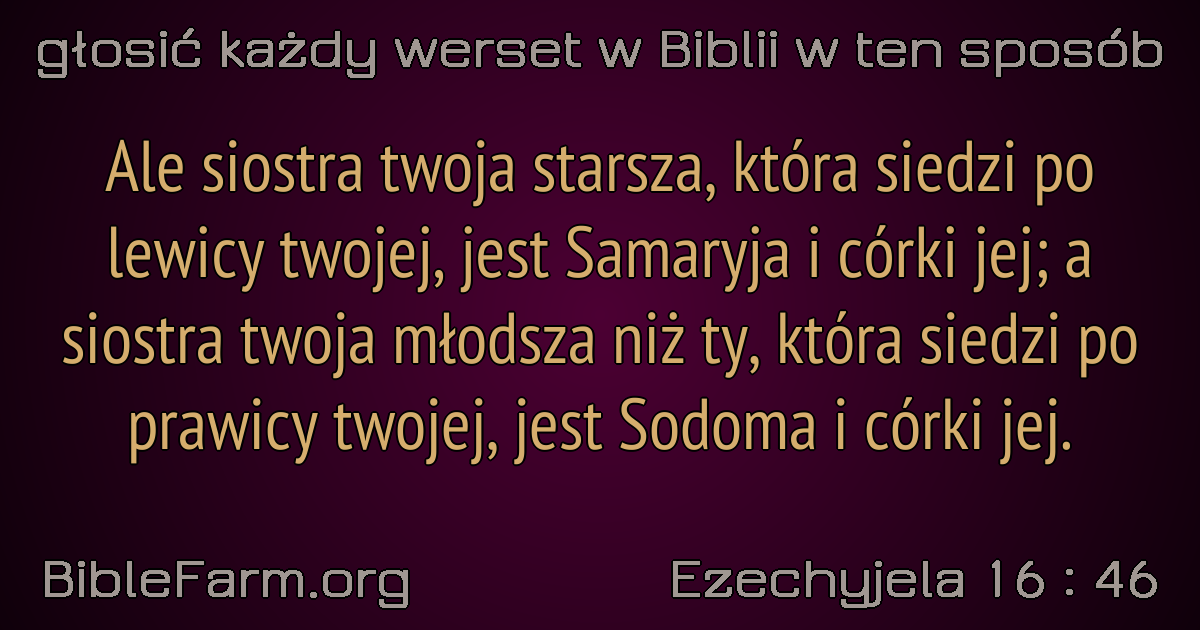 głosić każdy werset w Biblii w ten sposób
Ale siostra twoja starsza, która siedzi po
lewicy twojej, jest Samaryja i córki jej; a
siostra twoja młodsza niż ty, która siedzi po
prawicy twojej, jest Sodoma i córki jej.
BibleFarm.org
Ezechyjela 16 : 46